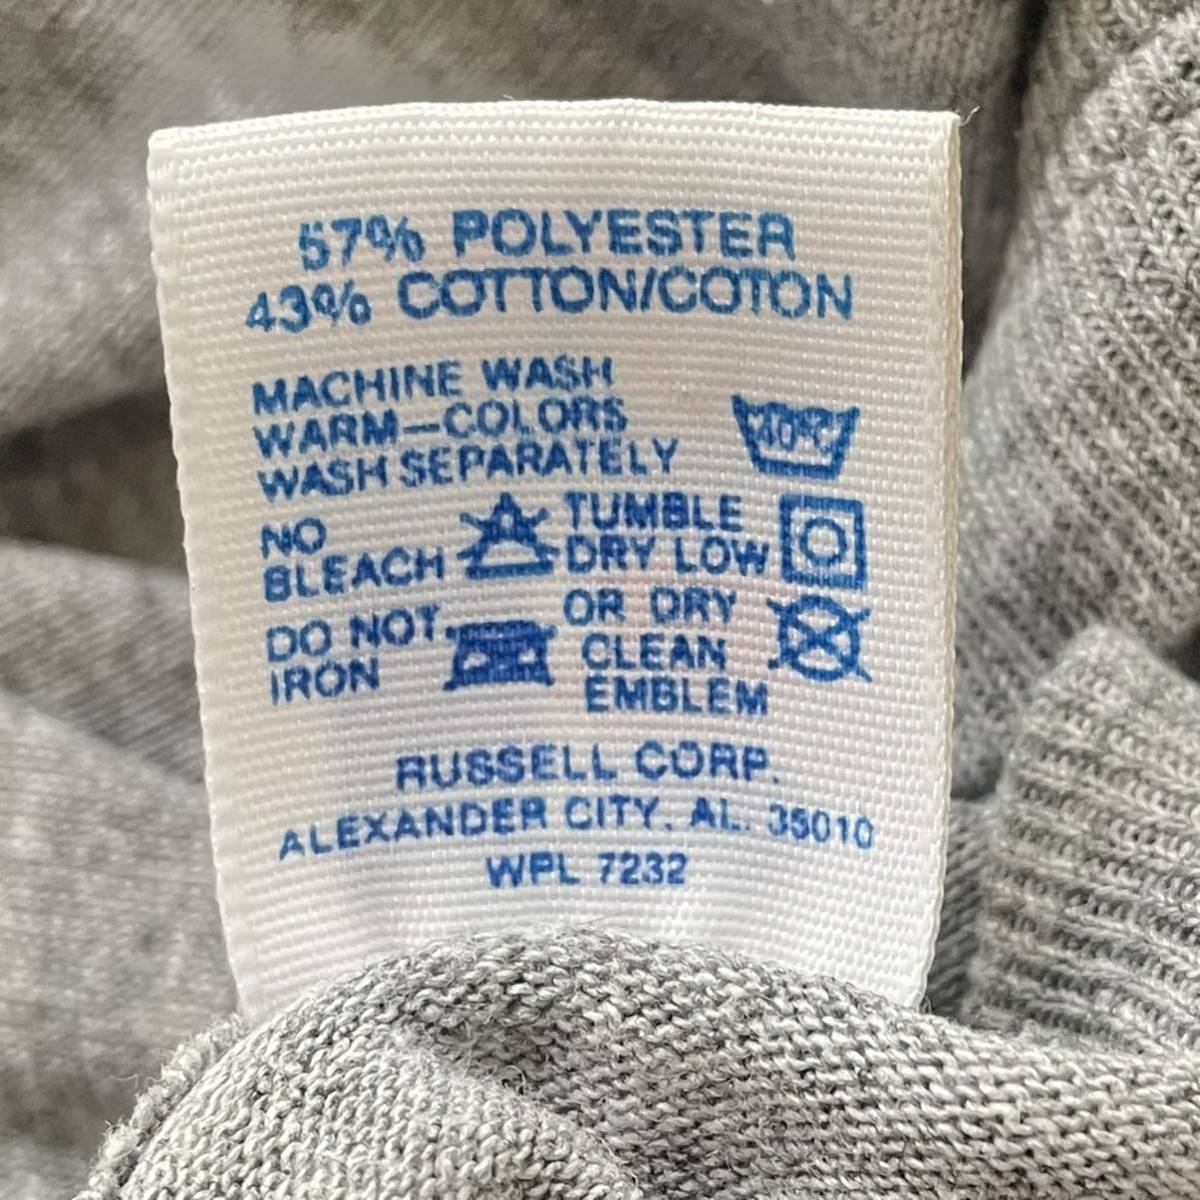 57% POLYESTER
43% COTTON/COTON
MACHINE WASH
WARM—COLORS
WASH SEPARATELY
40°C
NO
BLEACH
TUMBLE
DRY LOW
DO NOT
IRON
OR DRY
CLEAN
EMBLEM
RUSSELL CORP.
ALEXANDER CITY, AL. 35010
WPL 7232